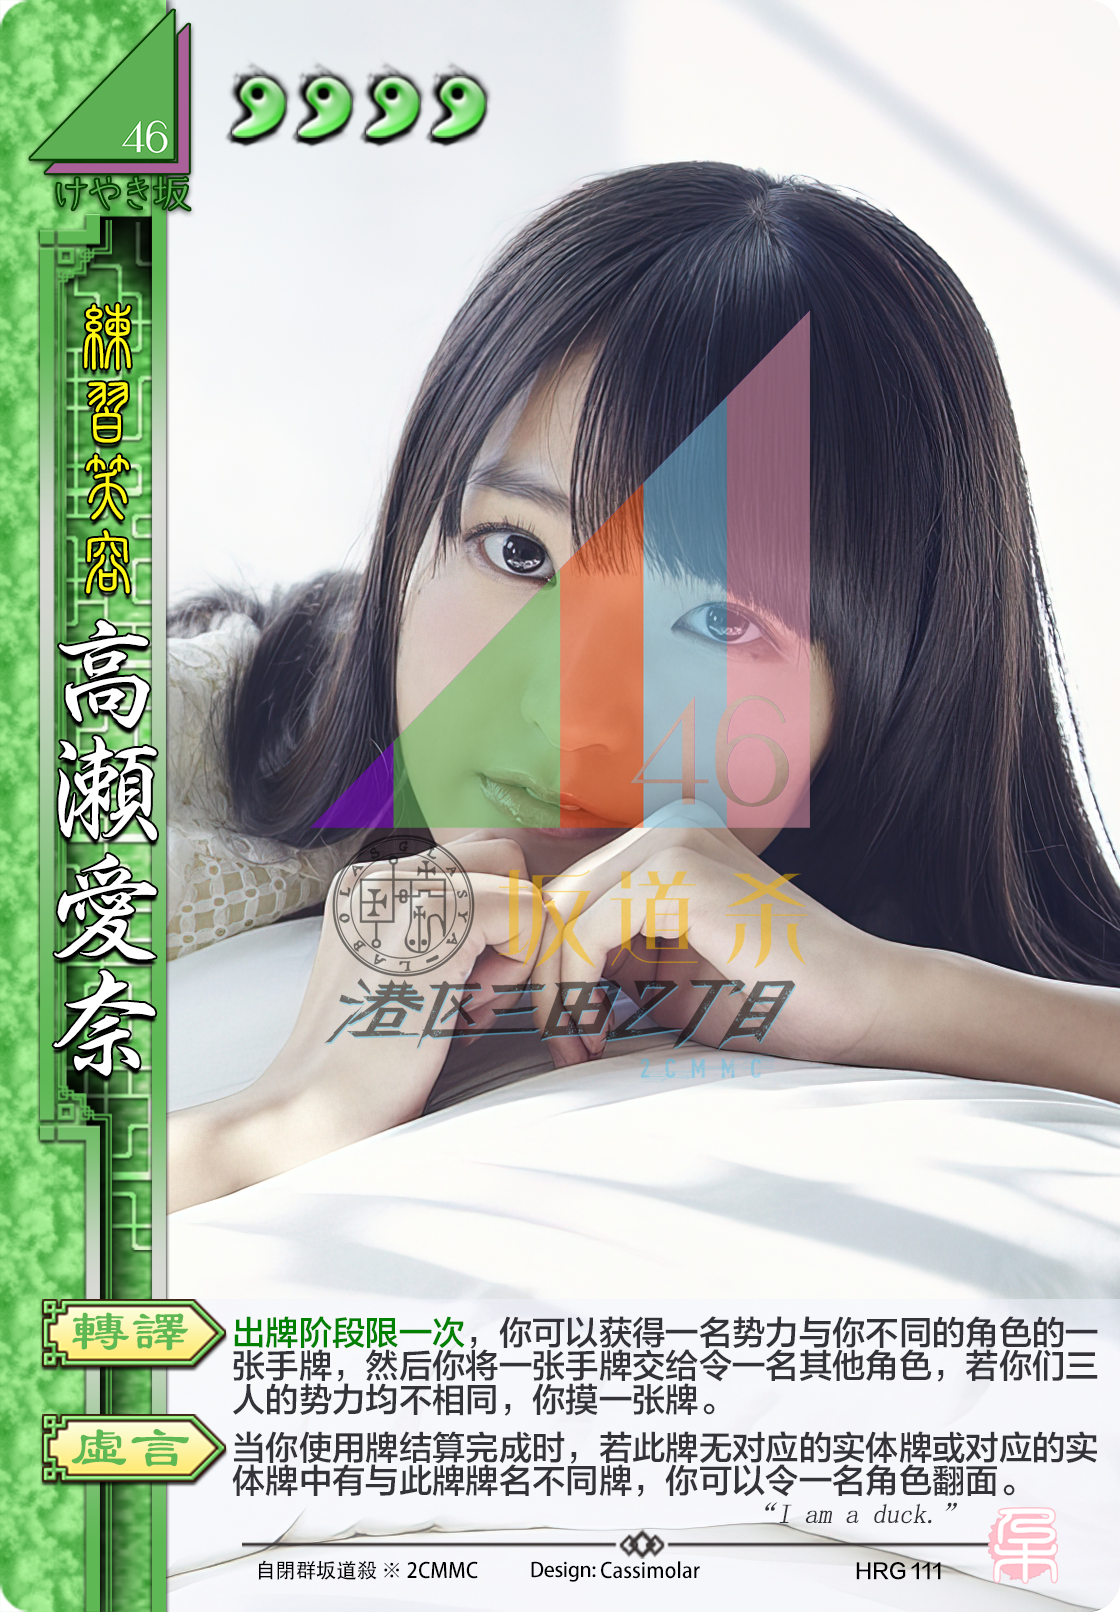 46
けやき坂
練習笑容
高瀬愛奈
46
GLASYA-LABOLAS
坂道杀
港区三田2丁目
2CMMC
轉譯
出牌阶段限一次，你可以获得一名势力与你不同的角色的一
张手牌，然后你将一张手牌交给令一名其他角色，若你们三
人的势力均不相同，你摸一张牌。
虛言
当你使用牌结算完成时，若此牌无对应的实体牌或对应的实
体牌中有与此牌牌名不同牌，你可以令一名角色翻面。
“I am a duck.”
自閉群坂道殺 ※ 2CMMC
Design: Cassimolar
HRG 111